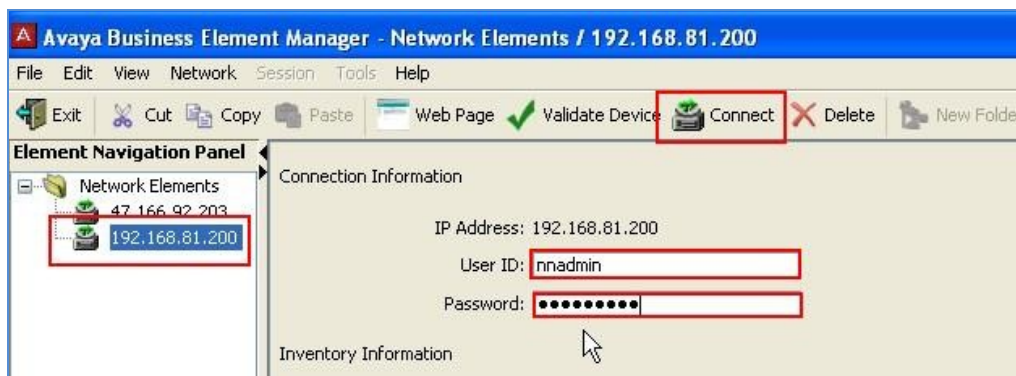 Avaya Business Element Manager - Network Elements / 192.168.81.200
File Edit View Network Session Tools Help
Exit Cut Copy Paste Web Page Validate Device Connect Delete New Folde
Element Navigation Panel
Network Elements
47.166.92.203
192.168.81.200
Connection Information
IP Address: 192.168.81.200
User ID: nnadmin
Password: ●●●●●●●●●
Inventory Information